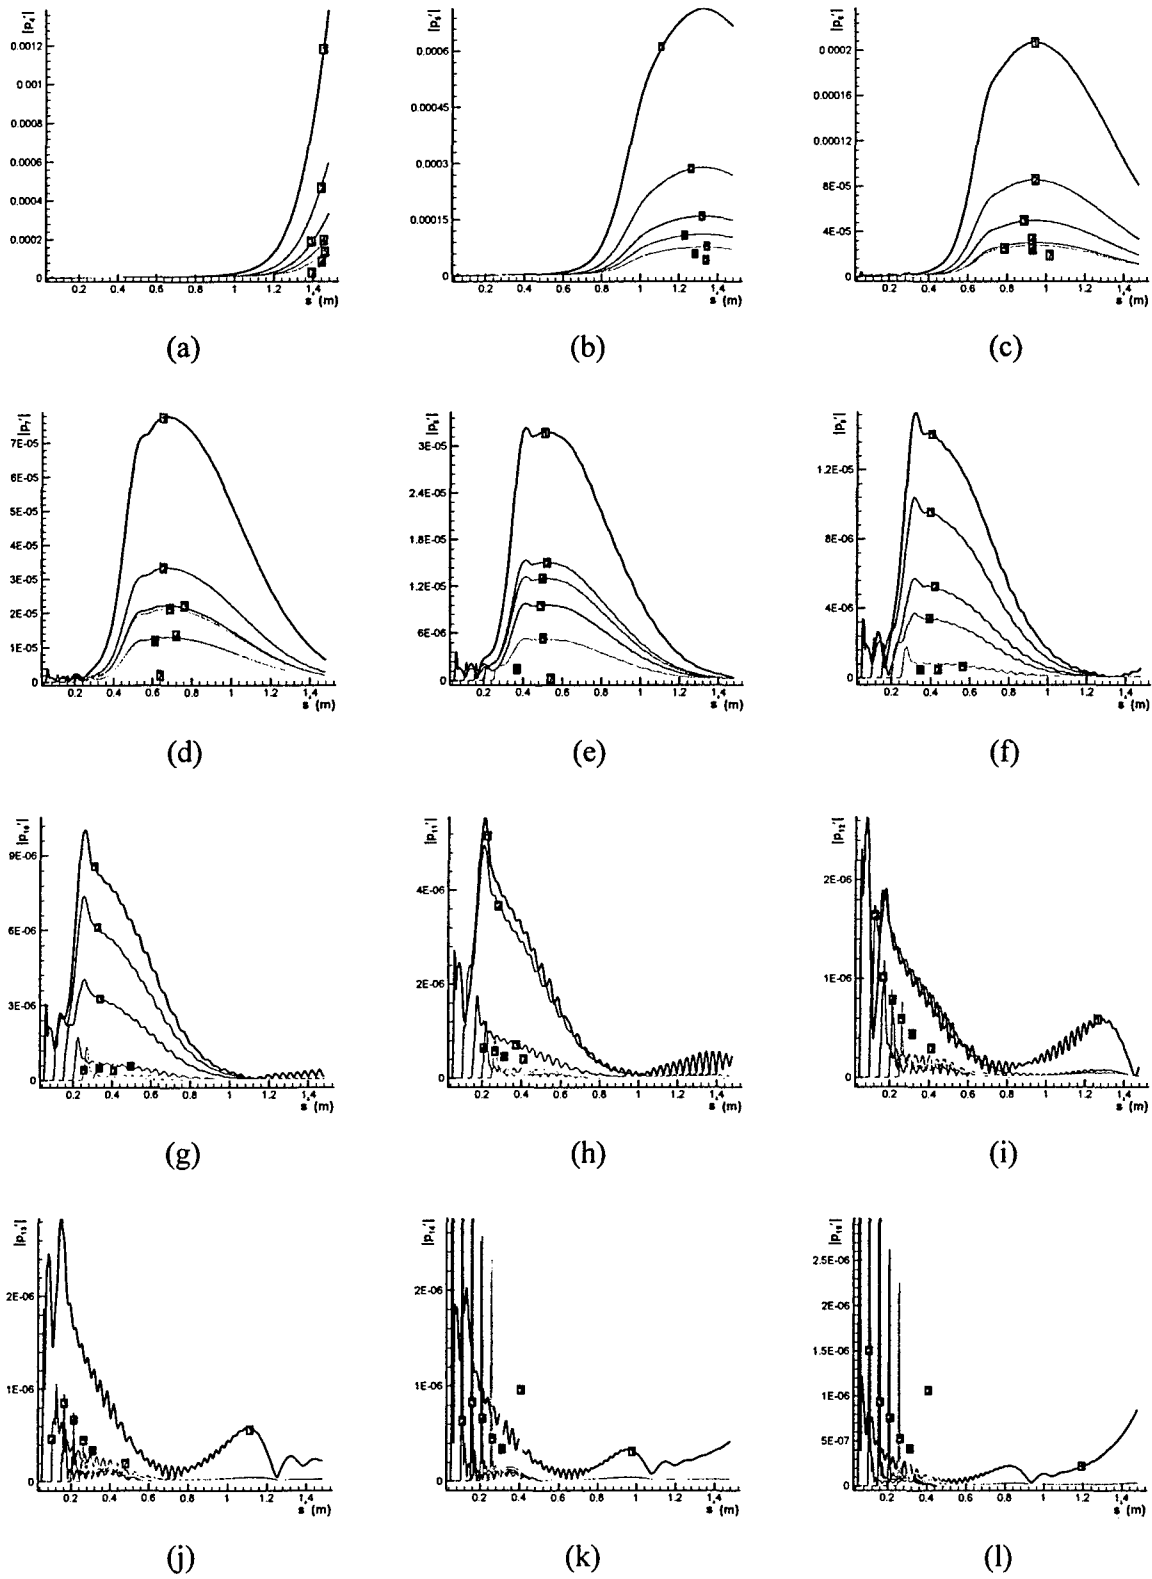 0.0012
0.001
0.0008
0.0006
0.0004
0.0002
0
0.2 0.4 0.6 0.8 1 1.2 1.4
s' (m)
(a)
0.0006
0.00045
0.0003
0.00015
0
0.2 0.4 0.6 0.8 1 1.2 1.4
s' (m)
(b)
0.0002
0.00016
0.00012
8E-05
4E-05
0
0.2 0.4 0.6 0.8 1 1.2 1.4
s' (m)
(c)
7E-05
6E-05
5E-05
4E-05
3E-05
2E-05
1E-05
0
0.2 0.4 0.6 0.8 1 1.2 1.4
s' (m)
(d)
3E-05
2.4E-05
1.8E-05
1.2E-05
6E-06
0
0.2 0.4 0.6 0.8 1 1.2 1.4
s' (m)
(e)
1.2E-05
8E-06
4E-06
0
0.2 0.4 0.6 0.8 1 1.2 1.4
s' (m)
(f)
|p10'|
9E-06
6E-06
3E-06
0
0.2 0.4 0.6 0.8 1 1.2 1.4
s' (m)
(g)
|p11'|
4E-06
2E-06
0
0.2 0.4 0.6 0.8 1 1.2 1.4
s' (m)
(h)
|p12'|
2E-06
1E-06
0
0.2 0.4 0.6 0.8 1 1.2 1.4
s' (m)
(i)
|p13'|
2E-06
1E-06
0
0.2 0.4 0.6 0.8 1 1.2 1.4
s' (m)
(j)
|p14'|
2E-06
1E-06
0
0.2 0.4 0.6 0.8 1 1.2 1.4
s' (m)
(k)
2.5E-06
2E-06
1.5E-06
1E-06
5E-07
0
0.2 0.4 0.6 0.8 1 1.2 1.4
s' (m)
(l)